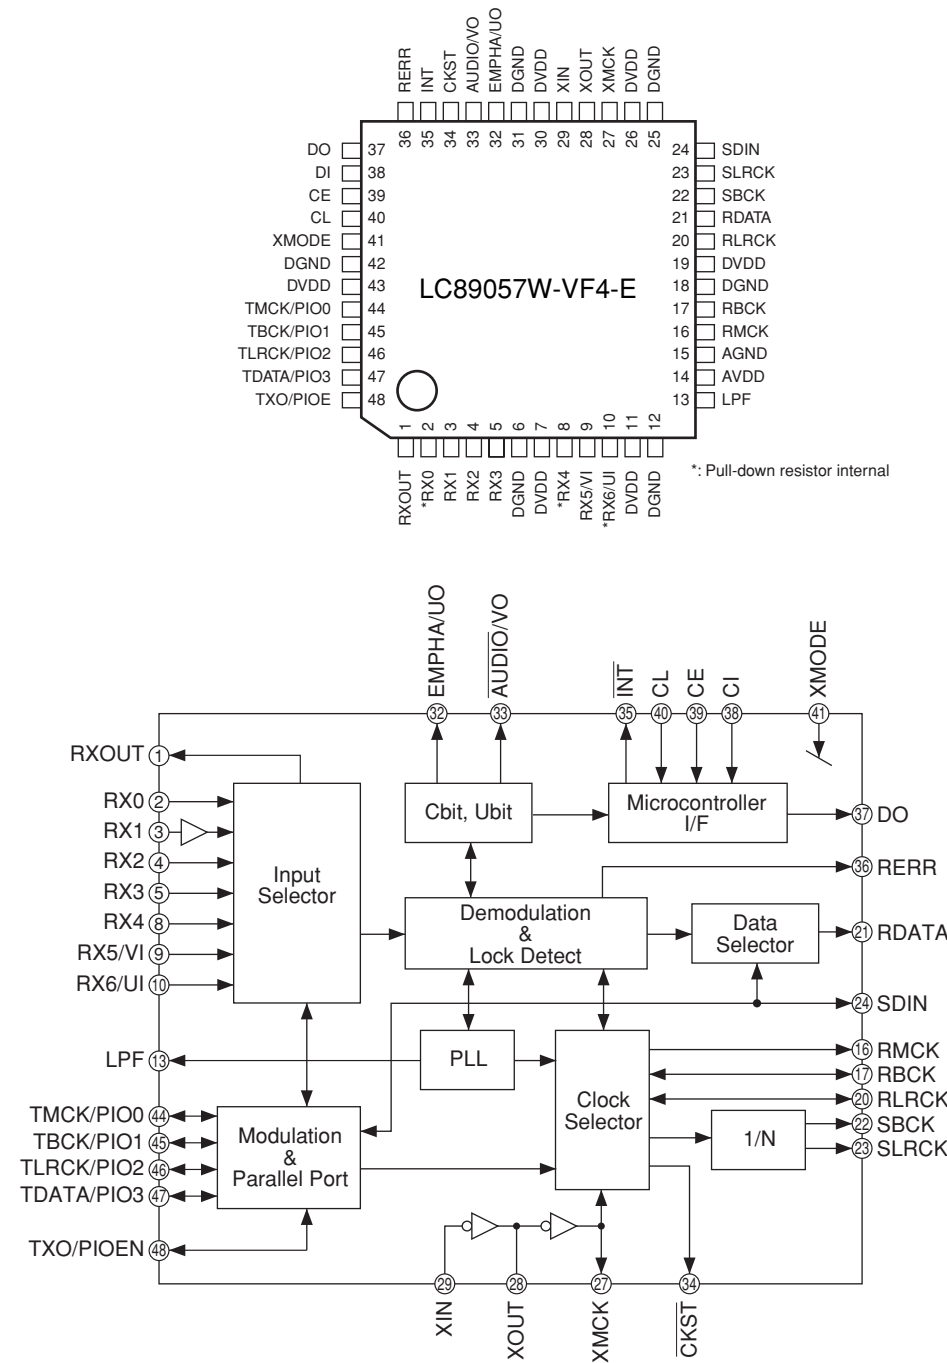 RERR
INT
CKST
AUDIO/VO
EMPHA/UO
DGND
DVDD
XIN
XOUT
XMCK
DVDD
DGND
36 35 34 33 32 31 30 29 28 27 26 25
DO 37
DI 38
CE 39
CL 40
XMODE 41
DGND 42
DVDD 43
TMCK/PIO0 44
TBCK/PIO1 45
TLRCK/PIO2 46
TDATA/PIO3 47
TXO/PIOE 48
LC89057W-VF4-E
24 SDIN
23 SLRCK
22 SBCK
21 RDATA
20 RLRCK
19 DVDD
18 DGND
17 RBCK
16 RMCK
15 AGND
14 AVDD
13 LPF
1 2 3 4 5 6 7 8 9 10 11 12
RXOUT
*RX0
RX1
RX2
RX3
DGND
DVDD
*RX4
RX5/VI
*RX6/UI
DVDD
DGND
*: Pull-down resistor internal
EMPHA/UO
AUDIO/VO
INT
CL
CE
CI
XMODE
32 33 35 40 39 38 41
RXOUT 1
RX0 2
RX1 3
RX2 4
RX3 5
RX4 8
RX5/VI 9
RX6/UI 10
LPF 13
TMCK/PIO0 44
TBCK/PIO1 45
TLRCK/PIO2 46
TDATA/PIO3 47
TXO/PIOEN 48
Input
Selector
Cbit, Ubit
Microcontroller
I/F
Demodulation
&
Lock Detect
Data
Selector
PLL
Clock
Selector
1/N
Modulation
&
Parallel Port
37 DO
36 RERR
21 RDATA
24 SDIN
16 RMCK
17 RBCK
20 RLRCK
22 SBCK
23 SLRCK
29 28 27 34
XIN
XOUT
XMCK
CKST